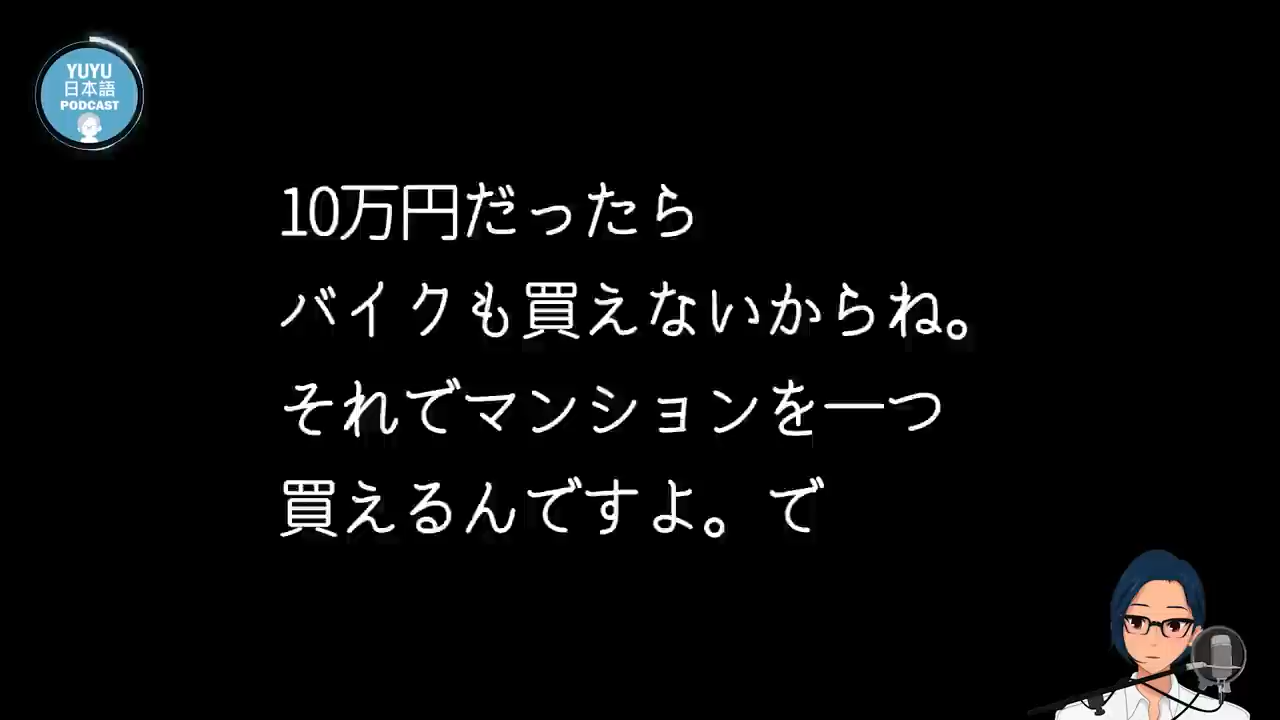 YUYU
日本語
PODCAST
10万円だったら
バイクも買えないからね。
それでマンションを一つ
買えるんですよ。で